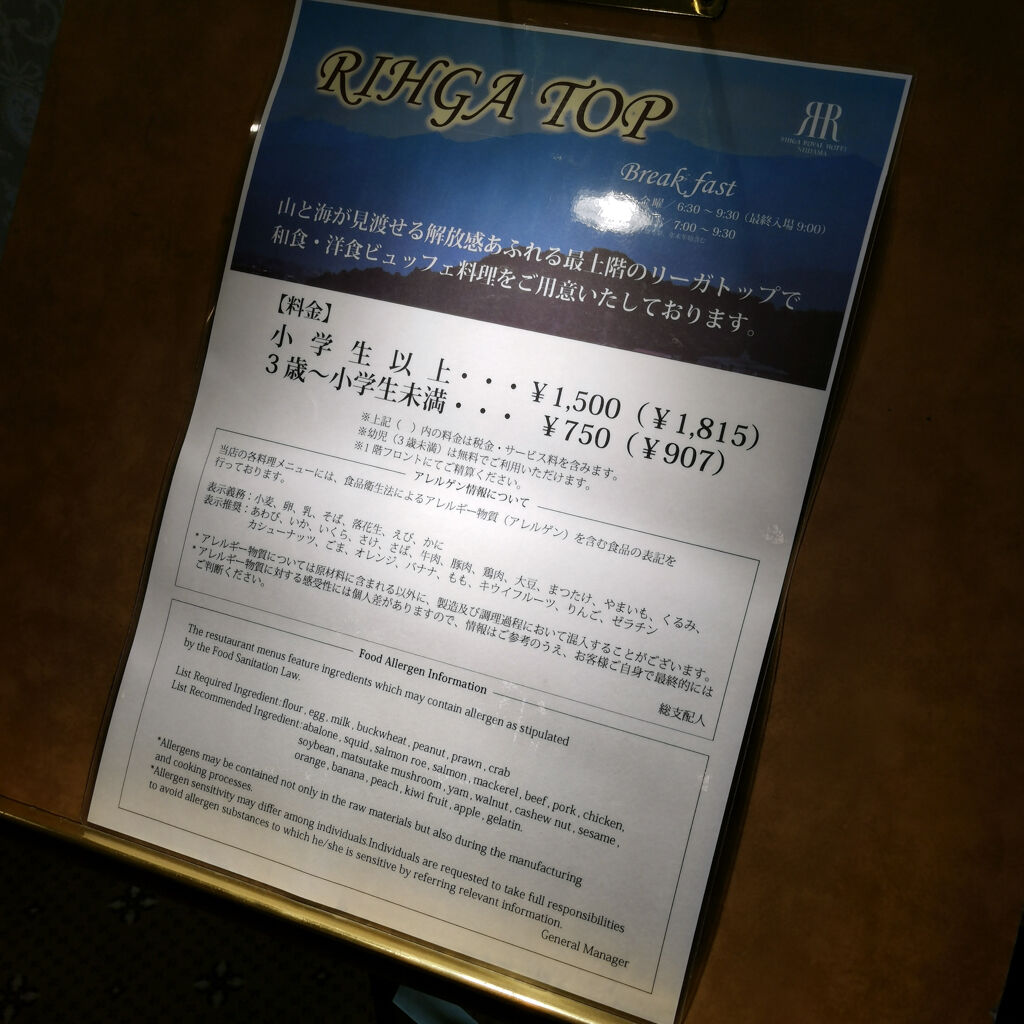 RIHGA TOP
RIHGA ROYAL HOTEL
NIIHAMA
Break fast
金曜／6:30～9:30（最終入場 9:00）
7:00～9:30
山と海が見渡せる解放感あふれる最上階のリーガトップで
和食・洋食ビュッフェ料理をご用意いたしております。
【料金】
小学生以上・・・￥1,500（￥1,815）
3歳～小学生未満・・・￥750（￥907）
※上記（ ）内の料金は税金・サービス料を含みます。
※幼児（3歳未満）は無料でご利用いただけます。
※1階フロントにてご精算ください。
アレルゲン情報について
当店の各料理メニューには、食品衛生法によるアレルギー物質（アレルゲン）を含む食品の表記を
行っております。
表示義務：小麦、卵、乳、そば、落花生、えび、かに
表示推奨：あわび、いか、いくら、さけ、さば、牛肉、豚肉、鶏肉、大豆、まつたけ、やまいも、くるみ、
カシューナッツ、ごま、オレンジ、バナナ、もも、キウイフルーツ、りんご、ゼラチン
*アレルギー物質については原材料に含まれる以外に、製造及び調理過程において混入することがございます。
*アレルギー物質に対する感受性には個人差がありますので、情報はご参考のうえ、お客様ご自身で最終的には
ご判断ください。
総支配人
Food Allergen Information
The resutaurant menus feature ingredients which may contain allergen as stipulated
by the Food Sanitation Law.
List Required Ingredient:flour, egg, milk, buckwheat, peanut, prawn, crab
List Recommended Ingredient:abalone, squid, salmon roe, salmon, mackerel, beef, pork, chicken,
soybean, matsutake mushroom, yam, walnut, cashew nut, sesame,
orange, banana, peach, kiwi fruit, apple, gelatin.
*Allergens may be contained not only in the raw materials but also during the manufacturing
and cooking processes.
*Allergen sensitivity may differ among individuals.Individuals are requested to take full responsibilities
to avoid allergen substances to which he/she is sensitive by referring relevant information.
General Manager